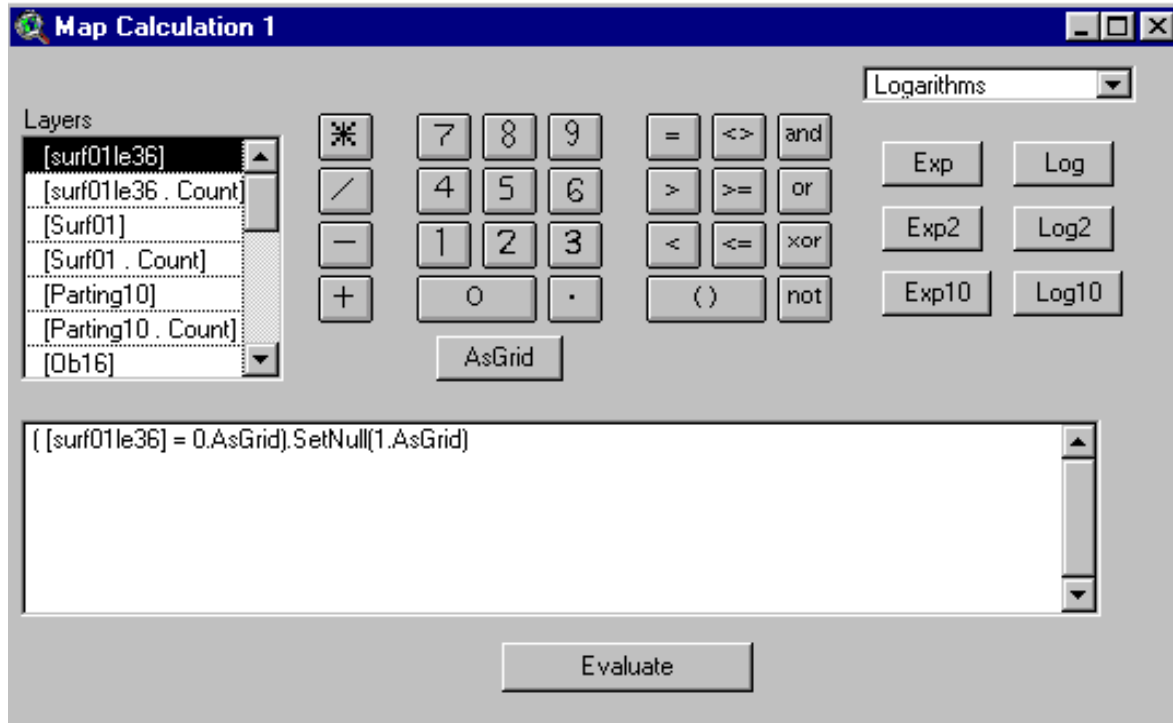 Map Calculation 1
Logarithms
Layers
[surf01le36]
[surf01le36 . Count]
[Surf01]
[Surf01 . Count]
[Parting10]
[Parting10 . Count]
[Ob16]
* 7 8 9 = <> and
/ 4 5 6 > >= or
− 1 2 3 < <= xor
+ 0 . ( ) not
AsGrid
Exp Log
Exp2 Log2
Exp10 Log10
( [surf01le36] = 0.AsGrid).SetNull(1.AsGrid)
Evaluate